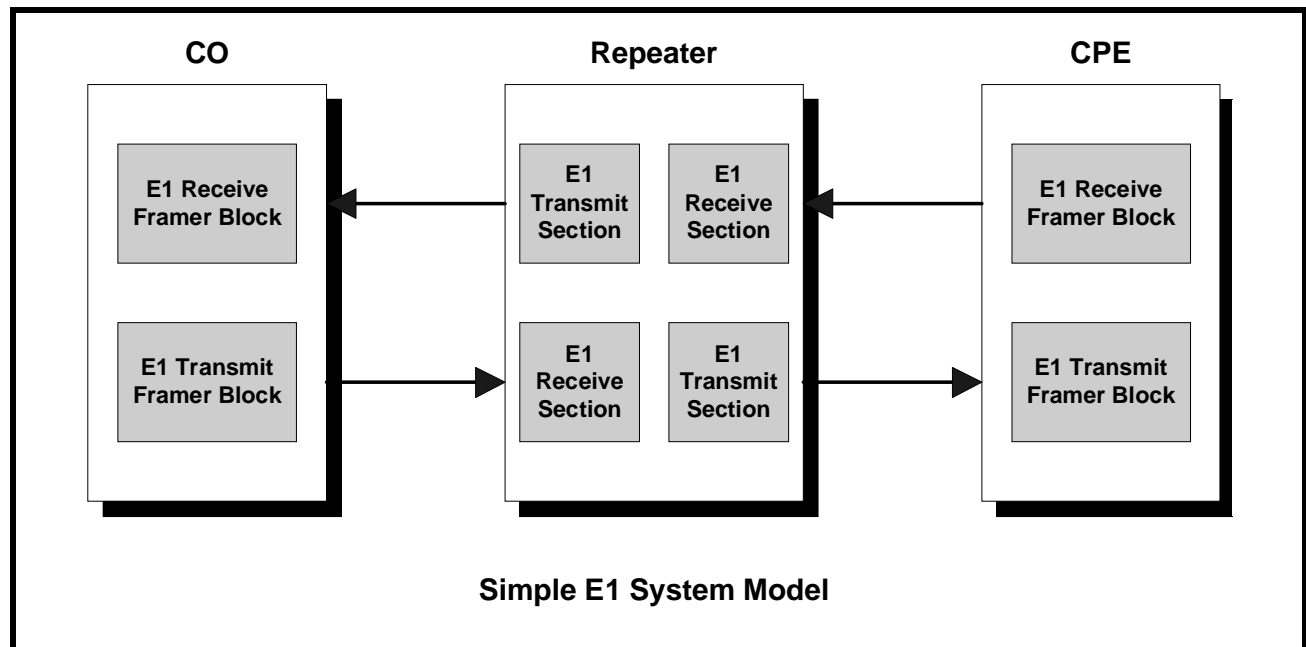 CO
Repeater
CPE
E1 Receive
Framer Block
E1
Transmit
Section
E1
Receive
Section
E1 Receive
Framer Block
E1 Transmit
Framer Block
E1
Receive
Section
E1
Transmit
Section
E1 Transmit
Framer Block
Simple E1 System Model